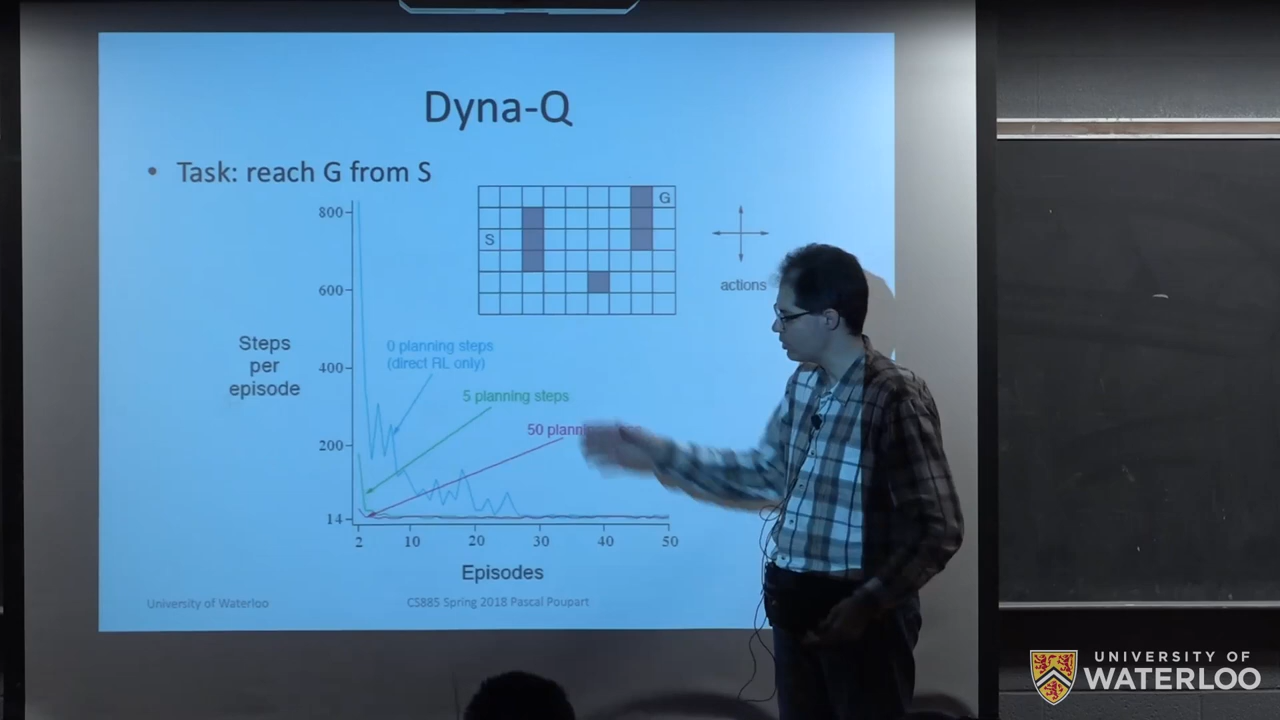 Dyna-Q
• Task: reach G from S
G
S
actions
800
600
400
200
14
Steps
per
episode
0 planning steps
(direct RL only)
5 planning steps
50
2
10
20
30
40
50
Episodes
University of Waterloo
CS885 Spring 2018 Pascal Poupart
UNIVERSITY OF
WATERLOO